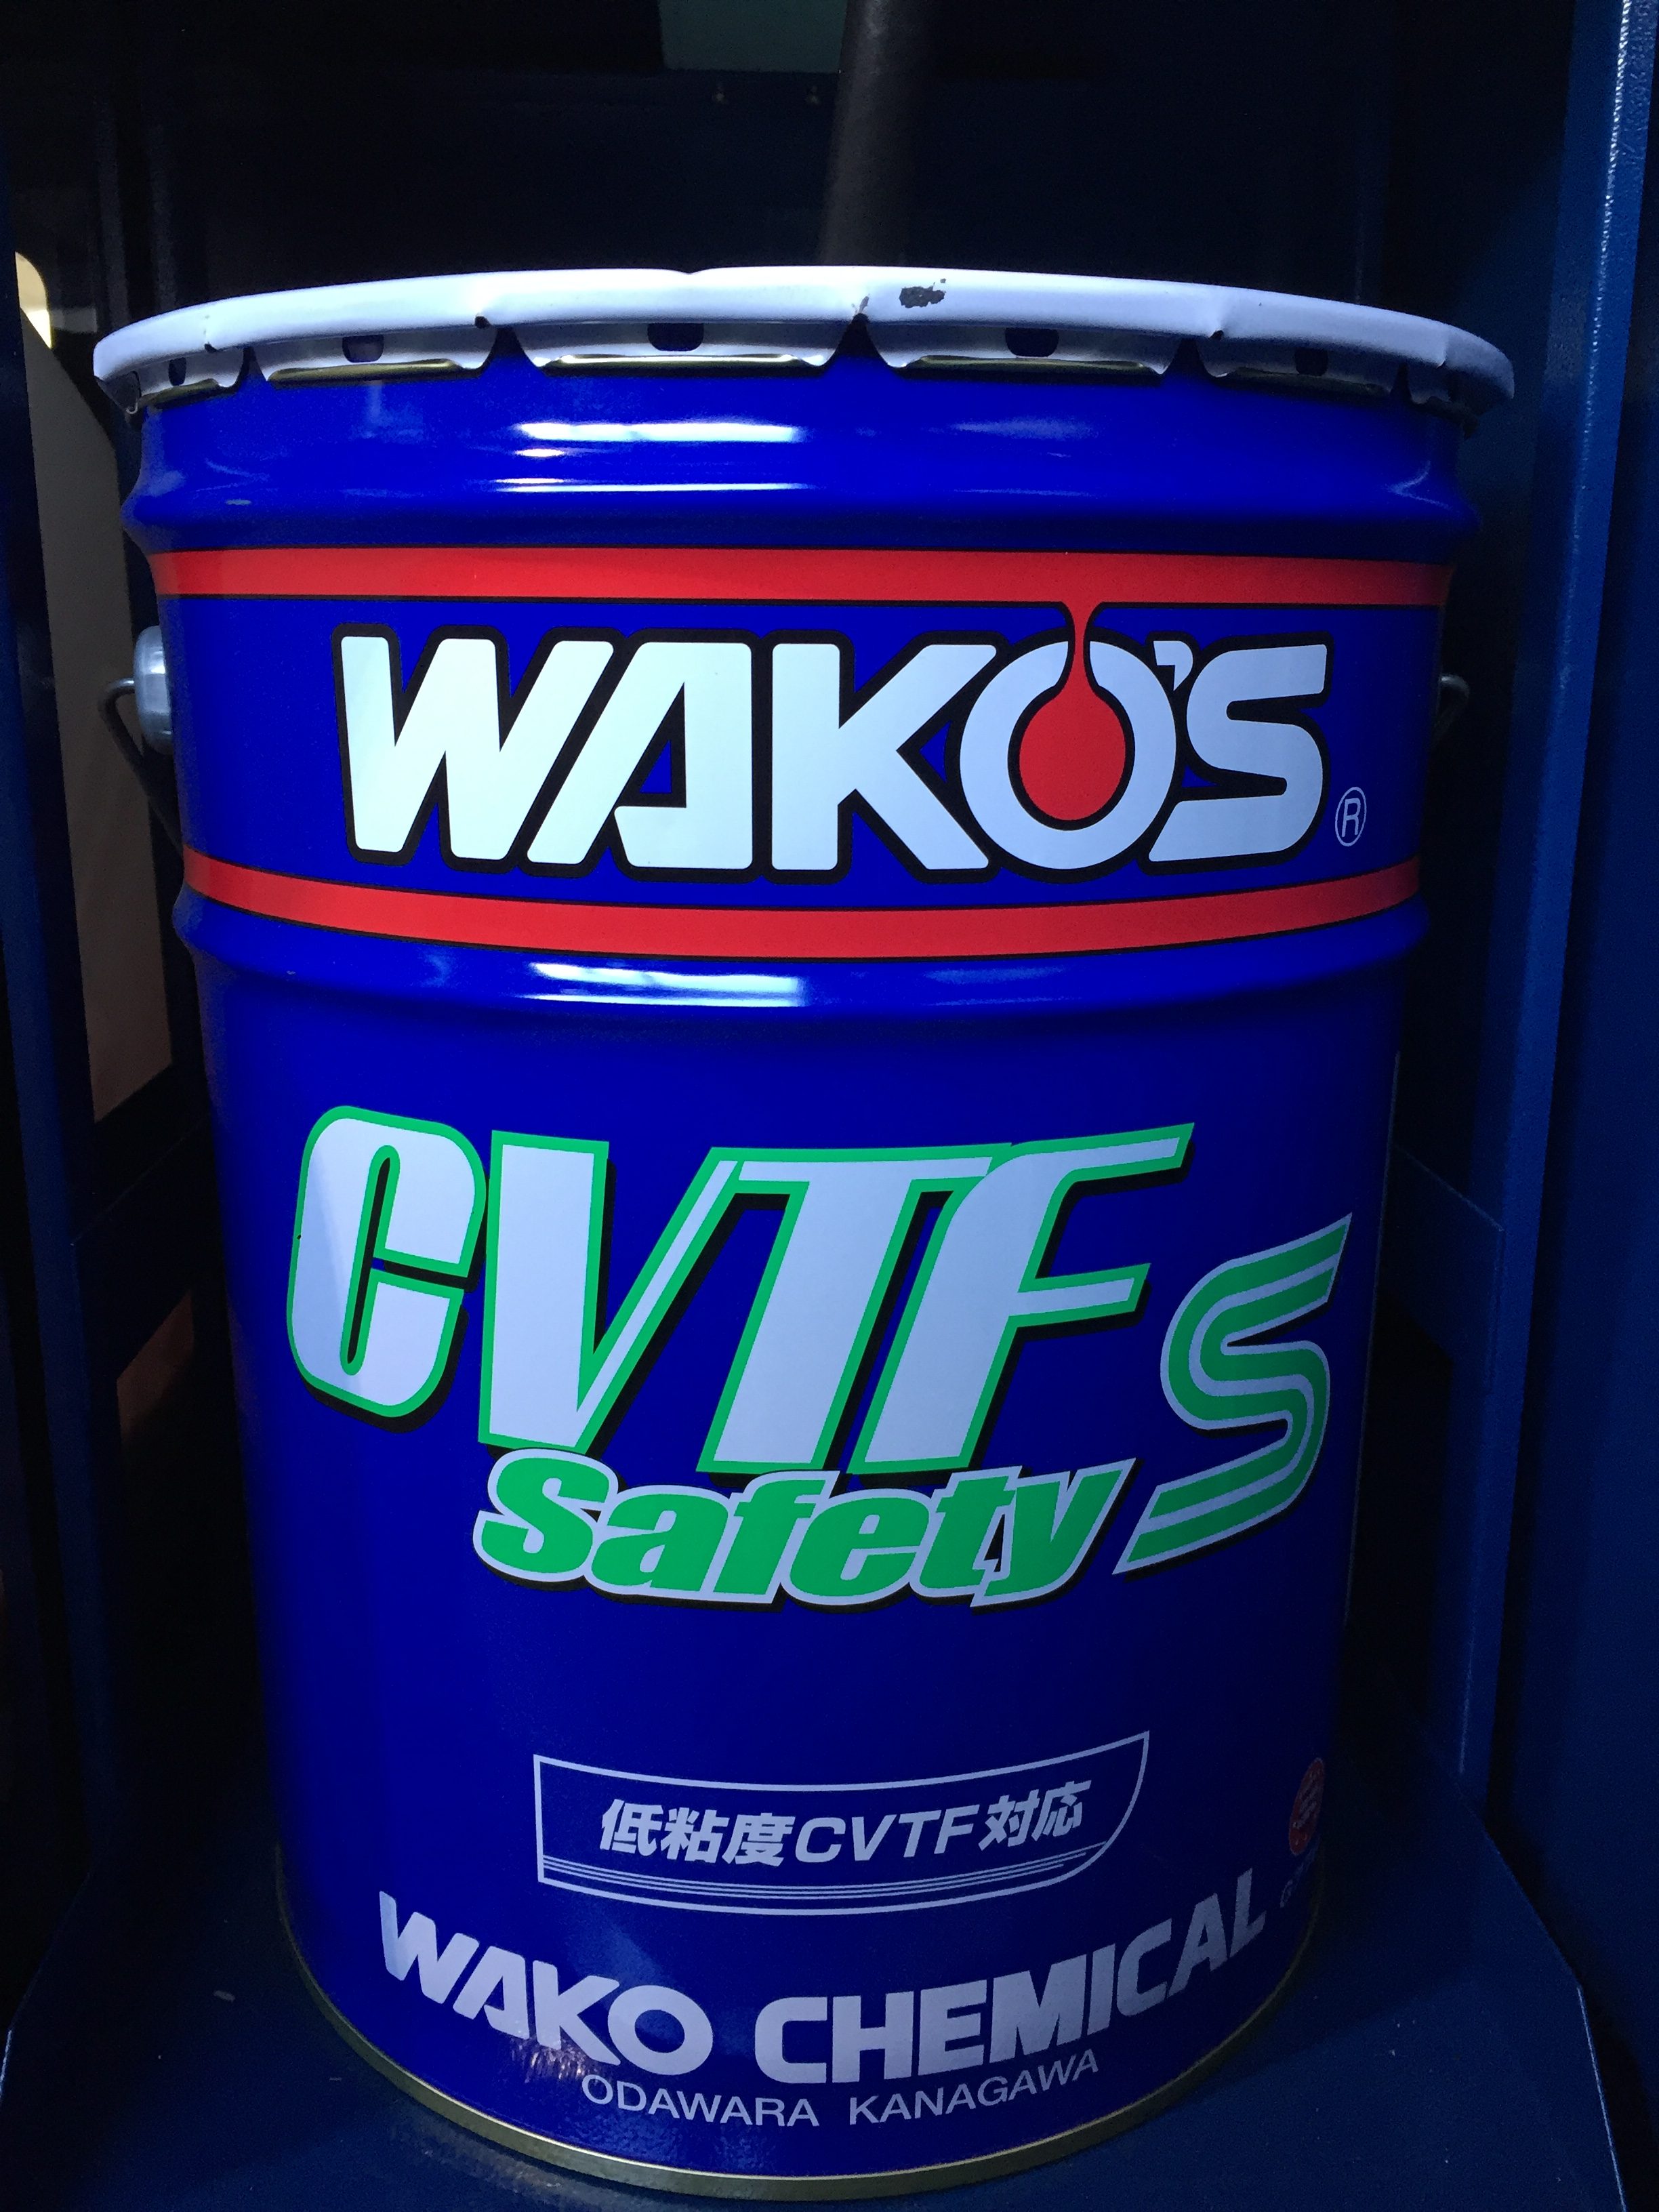 WAKO'S®
CVTF S
Safety
低粘度CVTF対応
WAKO CHEMICAL
ODAWARA KANAGAWA